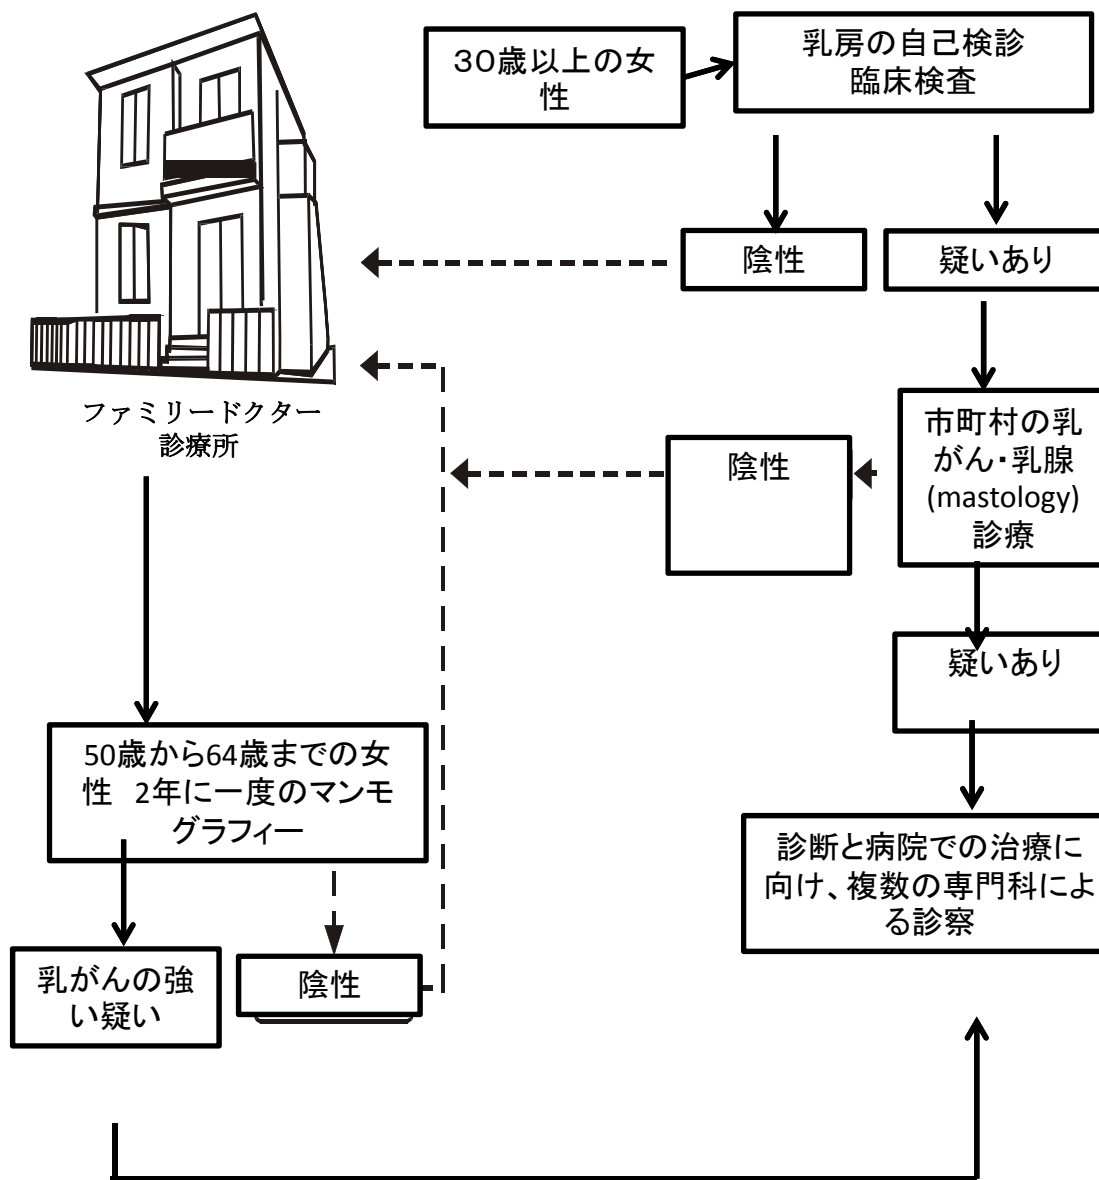 30歳以上の女
性
乳房の自己検診
臨床検査
陰性
疑いあり
ファミリードクター
診療所
市町村の乳
がん・乳腺
(mastology)
診療
陰性
疑いあり
50歳から64歳までの女
性　2年に一度のマンモ
グラフィー
診断と病院での治療に
向け、複数の専門科によ
る診察
乳がんの強
い疑い
陰性